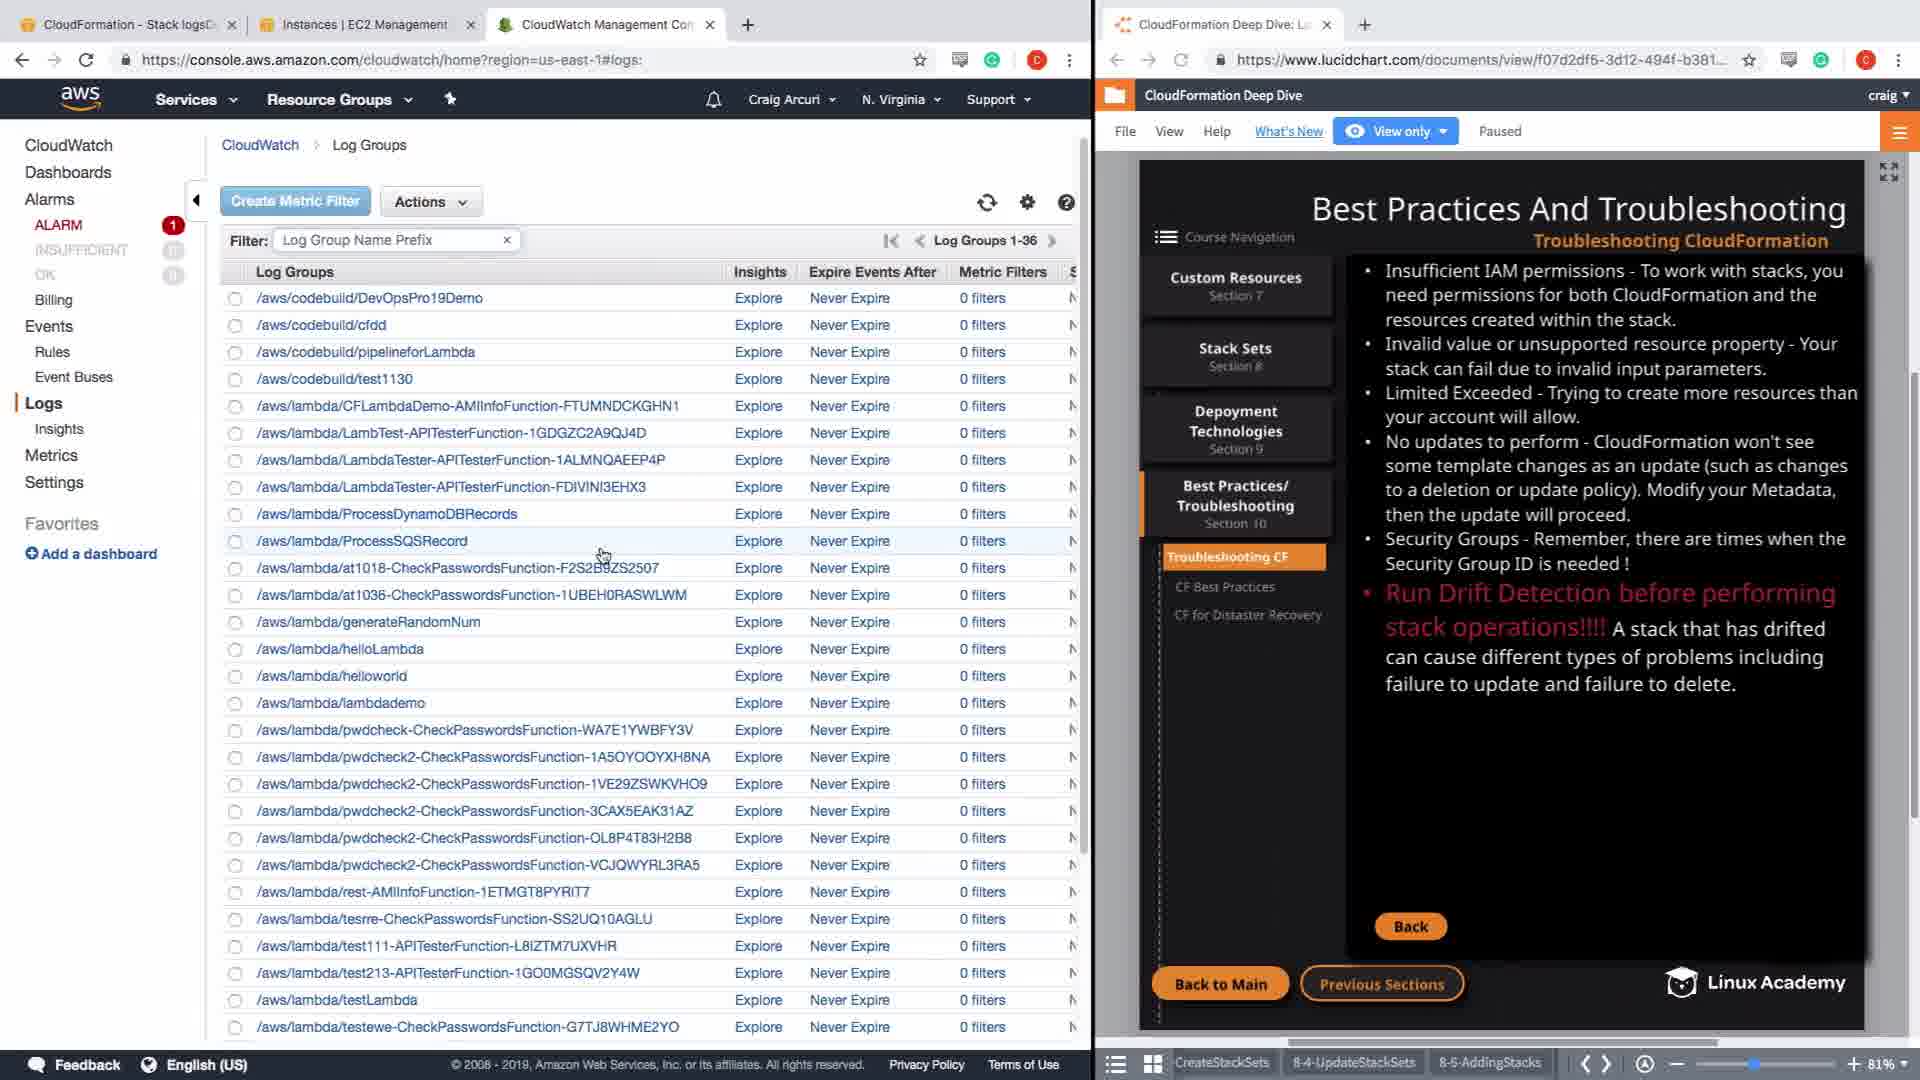 CloudFormation - Stack logsD
Instances | EC2 Management
CloudWatch Management Con
https://console.aws.amazon.com/cloudwatch/home?region=us-east-1#logs:
C
aws
Services
Resource Groups
Craig Arcuri
N. Virginia
Support
CloudWatch
Dashboards
Alarms
ALARM
1
INSUFFICIENT
0
OK
0
Billing
Events
Rules
Event Buses
Logs
Insights
Metrics
Settings
Favorites
Add a dashboard
CloudWatch > Log Groups
Create Metric Filter
Actions
Filter: Log Group Name Prefix ×
Log Groups 1-36
Log Groups Insights Expire Events After Metric Filters S
/aws/codebuild/DevOpsPro19Demo Explore Never Expire 0 filters
/aws/codebuild/cfdd Explore Never Expire 0 filters
/aws/codebuild/pipelineforLambda Explore Never Expire 0 filters
/aws/codebuild/test1130 Explore Never Expire 0 filters
/aws/lambda/CFLambdaDemo-AMIInfoFunction-FTUMNDCKGHN1 Explore Never Expire 0 filters
/aws/lambda/LambTest-APITesterFunction-1GDGZC2A9QJ4D Explore Never Expire 0 filters
/aws/lambda/LambdaTester-APITesterFunction-1ALMNQAEEP4P Explore Never Expire 0 filters
/aws/lambda/LambdaTester-APITesterFunction-FDIVINI3EHX3 Explore Never Expire 0 filters
/aws/lambda/ProcessDynamoDBRecords Explore Never Expire 0 filters
/aws/lambda/ProcessSQSRecord Explore Never Expire 0 filters
/aws/lambda/at1018-CheckPasswordsFunction-F2S2B9ZS2507 Explore Never Expire 0 filters
/aws/lambda/at1036-CheckPasswordsFunction-1UBEH0RASWLWM Explore Never Expire 0 filters
/aws/lambda/generateRandomNum Explore Never Expire 0 filters
/aws/lambda/helloLambda Explore Never Expire 0 filters
/aws/lambda/helloworld Explore Never Expire 0 filters
/aws/lambda/lambdademo Explore Never Expire 0 filters
/aws/lambda/pwdcheck-CheckPasswordsFunction-WA7E1YWBFY3V Explore Never Expire 0 filters
/aws/lambda/pwdcheck2-CheckPasswordsFunction-1A5OYOOYXH8NA Explore Never Expire 0 filters
/aws/lambda/pwdcheck2-CheckPasswordsFunction-1VE29ZSWKVHO9 Explore Never Expire 0 filters
/aws/lambda/pwdcheck2-CheckPasswordsFunction-3CAX5EAK31AZ Explore Never Expire 0 filters
/aws/lambda/pwdcheck2-CheckPasswordsFunction-OL8P4T83H2B8 Explore Never Expire 0 filters
/aws/lambda/pwdcheck2-CheckPasswordsFunction-VCJQWYRL3RA5 Explore Never Expire 0 filters
/aws/lambda/rest-AMIInfoFunction-1ETMGT8PYRIT7 Explore Never Expire 0 filters
/aws/lambda/tesrre-CheckPasswordsFunction-SS2UQ10AGLU Explore Never Expire 0 filters
/aws/lambda/test111-APITesterFunction-L8IZTM7UXVHR Explore Never Expire 0 filters
/aws/lambda/test213-APITesterFunction-1GO0MGSQV2Y4W Explore Never Expire 0 filters
/aws/lambda/testLambda Explore Never Expire 0 filters
/aws/lambda/testewe-CheckPasswordsFunction-G7TJ8WHME2YO Explore Never Expire 0 filters
Feedback
English (US)
© 2008 - 2019, Amazon Web Services, Inc. or its affiliates. All rights reserved.
Privacy Policy
Terms of Use
CloudFormation Deep Dive: Lu
https://www.lucidchart.com/documents/view/f07d2df5-3d12-494f-b381...
C
CloudFormation Deep Dive
craig
File
View
Help
What's New
View only
Paused
Best Practices And Troubleshooting
Troubleshooting CloudFormation
Course Navigation
Custom Resources
Section 7
Stack Sets
Section 8
Depoyment
Technologies
Section 9
Best Practices/
Troubleshooting
Section 10
Troubleshooting CF
CF Best Practices
CF for Distaster Recovery
• Insufficient IAM permissions - To work with stacks, you
need permissions for both CloudFormation and the
resources created within the stack.
• Invalid value or unsupported resource property - Your
stack can fail due to invalid input parameters.
• Limited Exceeded - Trying to create more resources than
your account will allow.
• No updates to perform - CloudFormation won't see
some template changes as an update (such as changes
to a deletion or update policy). Modify your Metadata,
then the update will proceed.
• Security Groups - Remember, there are times when the
Security Group ID is needed !
• Run Drift Detection before performing
stack operations!!!! A stack that has drifted
can cause different types of problems including
failure to update and failure to delete.
Back
Back to Main
Previous Sections
Linux Academy
CreateStackSets
8-4-UpdateStackSets
8-5-AddingStacks
81%